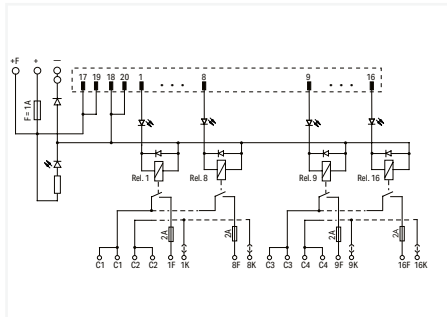 +F + — 17 19 18 20 1 • • • 8 9 • • • 16
F = 1A
Rel. 1 Rel. 8 Rel. 9 Rel. 16
2A 2A 2A 2A
C1 C1 C2 C2 1F 1K 8F 8K C3 C3 C4 C4 9F 9K 16F 16K